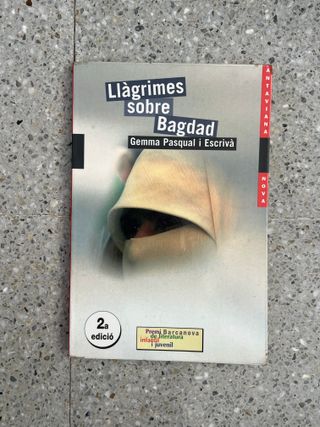 Llàgrimes
sobre
Bagdad
Gemma Pasqual i Escrivà
ANTAVIANA
NOVA
2a
edició
Premi Barcanova
de literatura
infantil
i juvenil